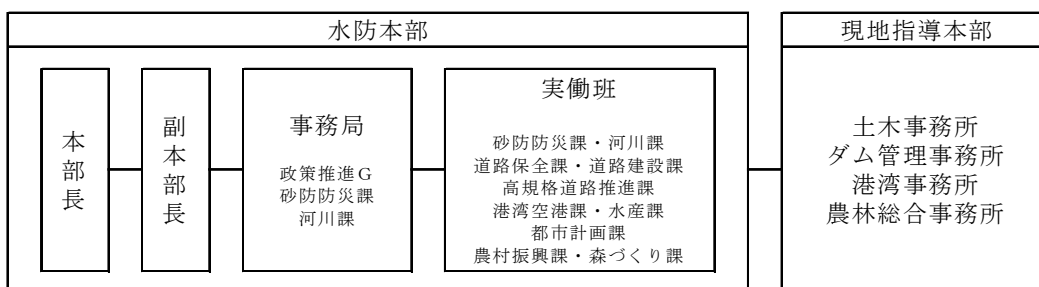 水防本部
現地指導本部
本部長
副本部長
事務局
政策推進G
砂防防災課
河川課
実働班
砂防防災課・河川課
道路保全課・道路建設課
高規格道路推進課
港湾空港課・水産課
都市計画課
農村振興課・森づくり課
土木事務所
ダム管理事務所
港湾事務所
農林総合事務所